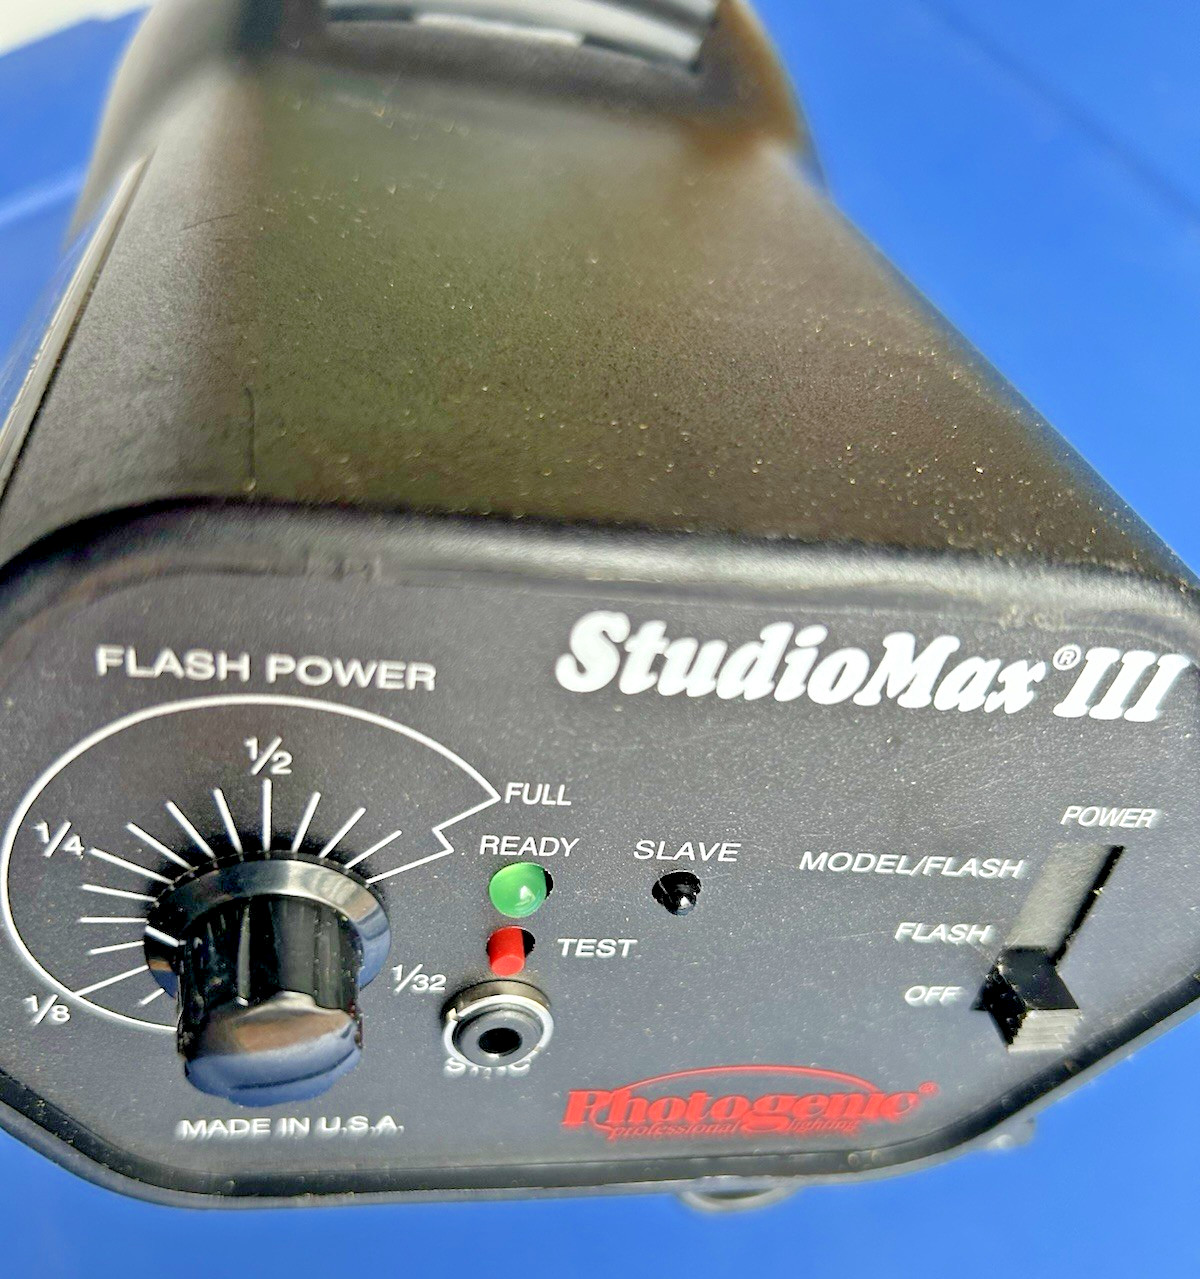 StudioMax® III
FLASH POWER
1/2
FULL
1/4
READY
SLAVE
POWER
MODEL/FLASH
FLASH
OFF
TEST
1/32
1/8
SYNC
Photogenic®
professional lighting
MADE IN U.S.A.